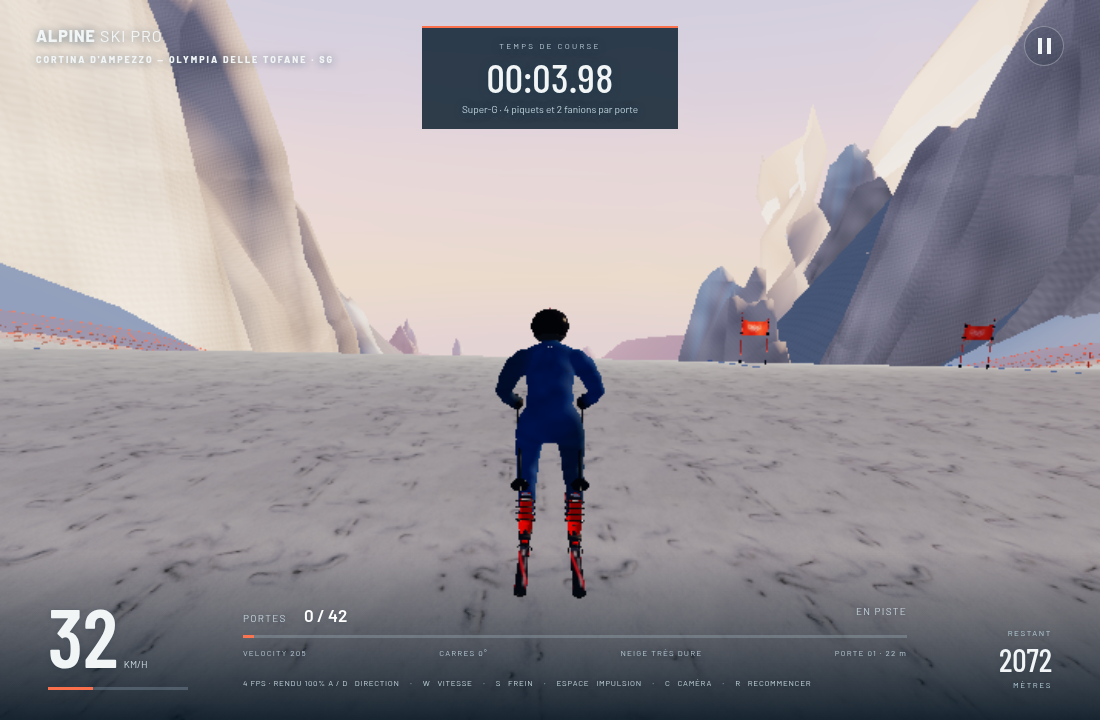 ALPINE SKI PRO
CORTINA D'AMPEZZO — OLYMPIA DELLE TOFANE · SG
TEMPS DE COURSE
00:03.98
Super-G · 4 piquets et 2 fanions par porte
32 KM/H
PORTES 0 / 42
EN PISTE
VELOCITY 205 CARRES 0° NEIGE TRÈS DURE PORTE 01 · 22 m
4 FPS · RENDU 100% A / D DIRECTION · W VITESSE · S FREIN · ESPACE IMPULSION · C CAMÉRA · R RECOMMENCER
RESTANT
2072
MÈTRES